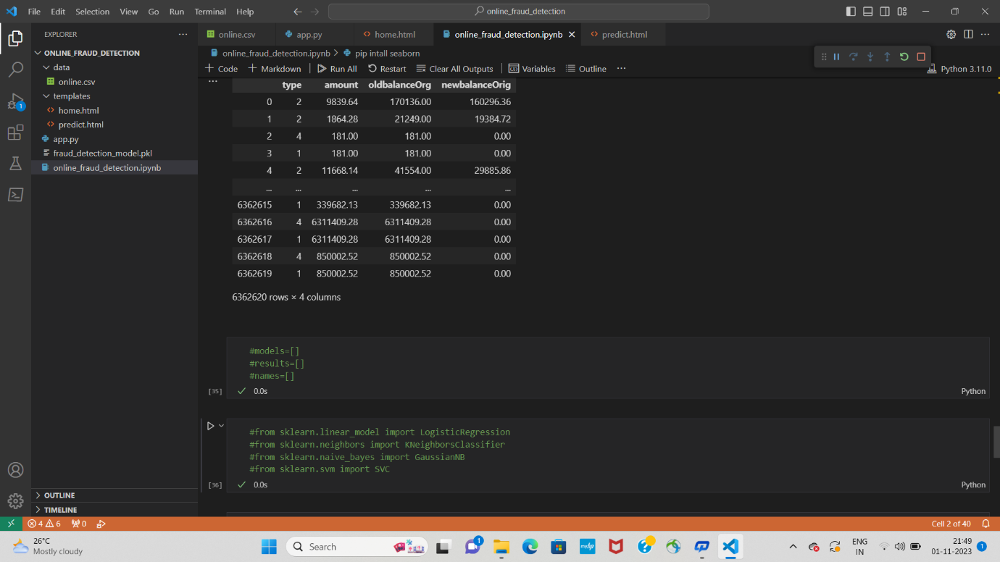 File Edit Selection View Go Run Terminal Help
online_fraud_detection
EXPLORER
ONLINE_FRAUD_DETECTION
data
online.csv
templates
home.html
predict.html
app.py
fraud_detection_model.pkl
online_fraud_detection.ipynb
OUTLINE
TIMELINE
1
online.csv app.py home.html online_fraud_detection.ipynb predict.html
online_fraud_detection.ipynb > pip intall seaborn
Code Markdown Run All Restart Clear All Outputs Variables Outline
Python 3.11.0
type amount oldbalanceOrg newbalanceOrig
0 2 9839.64 170136.00 160296.36
1 2 1864.28 21249.00 19384.72
2 4 181.00 181.00 0.00
3 1 181.00 181.00 0.00
4 2 11668.14 41554.00 29885.86
... ... ... ... ...
6362615 1 339682.13 339682.13 0.00
6362616 4 6311409.28 6311409.28 0.00
6362617 1 6311409.28 6311409.28 0.00
6362618 4 850002.52 850002.52 0.00
6362619 1 850002.52 850002.52 0.00
6362620 rows × 4 columns
#models=[]
#results=[]
#names=[]
[35] 0.0s Python
#from sklearn.linear_model import LogisticRegression
#from sklearn.neighbors import KNeighborsClassifier
#from sklearn.naive_bayes import GaussianNB
#from sklearn.svm import SVC
[36] 0.0s Python
4 6 0 Cell 2 of 40
26°C
Mostly cloudy
Search
1
myhp
ENG
IN
21:49
01-11-2023
1